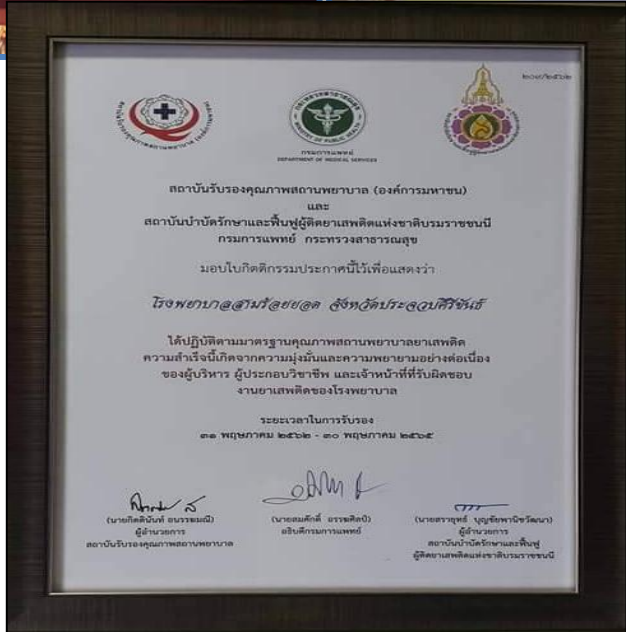 ๒๐๗/๒๕๖๒
กรมการแพทย์
DEPARTMENT OF MEDICAL SERVICES
สถาบันรับรองคุณภาพสถานพยาบาล (องค์การมหาชน)
และ
สถาบันบำบัดรักษาและฟื้นฟูผู้ติดยาเสพติดแห่งชาติบรมราชชนนี
กรมการแพทย์ กระทรวงสาธารณสุข
มอบใบกิตติกรรมประกาศนี้ไว้เพื่อแสดงว่า
โรงพยาบาลสามร้อยยอด จังหวัดประจวบคีรีขันธ์
ได้ปฏิบัติตามมาตรฐานคุณภาพสถานพยาบาลยาเสพติด
ความสำเร็จนี้เกิดจากความมุ่งมั่นและความพยายามอย่างต่อเนื่อง
ของผู้บริหาร ผู้ประกอบวิชาชีพ และเจ้าหน้าที่ที่รับผิดชอบ
งานยาเสพติดของโรงพยาบาล
ระยะเวลาในการรับรอง
๓๑ พฤษภาคม ๒๕๖๒ - ๓๐ พฤษภาคม ๒๕๖๕
(นายกิตตินันท์ อนรรฆมณี)
ผู้อำนวยการ
สถาบันรับรองคุณภาพสถานพยาบาล
(นายสมศักดิ์ อรรฆศิลป์)
อธิบดีกรมการแพทย์
(นายสรายุทธ์ บุญชัยพานิชวัฒนา)
ผู้อำนวยการ
สถาบันบำบัดรักษาและฟื้นฟู
ผู้ติดยาเสพติดแห่งชาติบรมราชชนนี